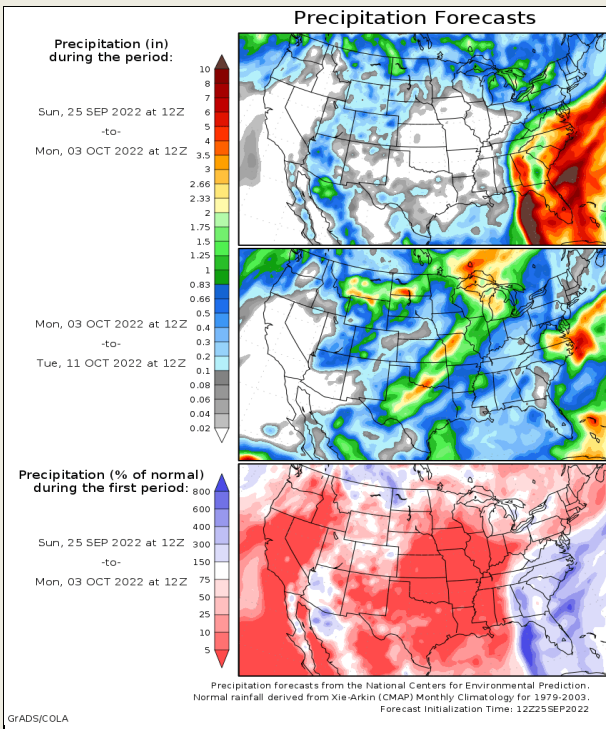 Precipitation Forecasts
Precipitation (in)
during the period:
Sun, 25 SEP 2022 at 12Z
-to-
Mon, 03 OCT 2022 at 12Z
10
8
7
6
5
4
3.5
3
2.66
2.33
2
1.75
1.5
1.25
1
0.83
0.66
0.5
0.4
0.3
0.2
0.1
0.08
0.06
0.04
0.02
Mon, 03 OCT 2022 at 12Z
-to-
Tue, 11 OCT 2022 at 12Z
Precipitation (% of normal)
during the first period:
Sun, 25 SEP 2022 at 12Z
-to-
Mon, 03 OCT 2022 at 12Z
800
600
400
300
150
75
50
25
10
5
Precipitation forecasts from the National Centers for Environmental Prediction.
Normal rainfall derived from Xie-Arkin (CMAP) Monthly Climatology for 1979-2003.
Forecast Initialization Time: 12Z25SEP2022
GrADS/COLA